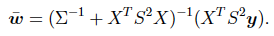 w̄ = (Σ⁻¹ + XᵀS²X)⁻¹(XᵀS²y).